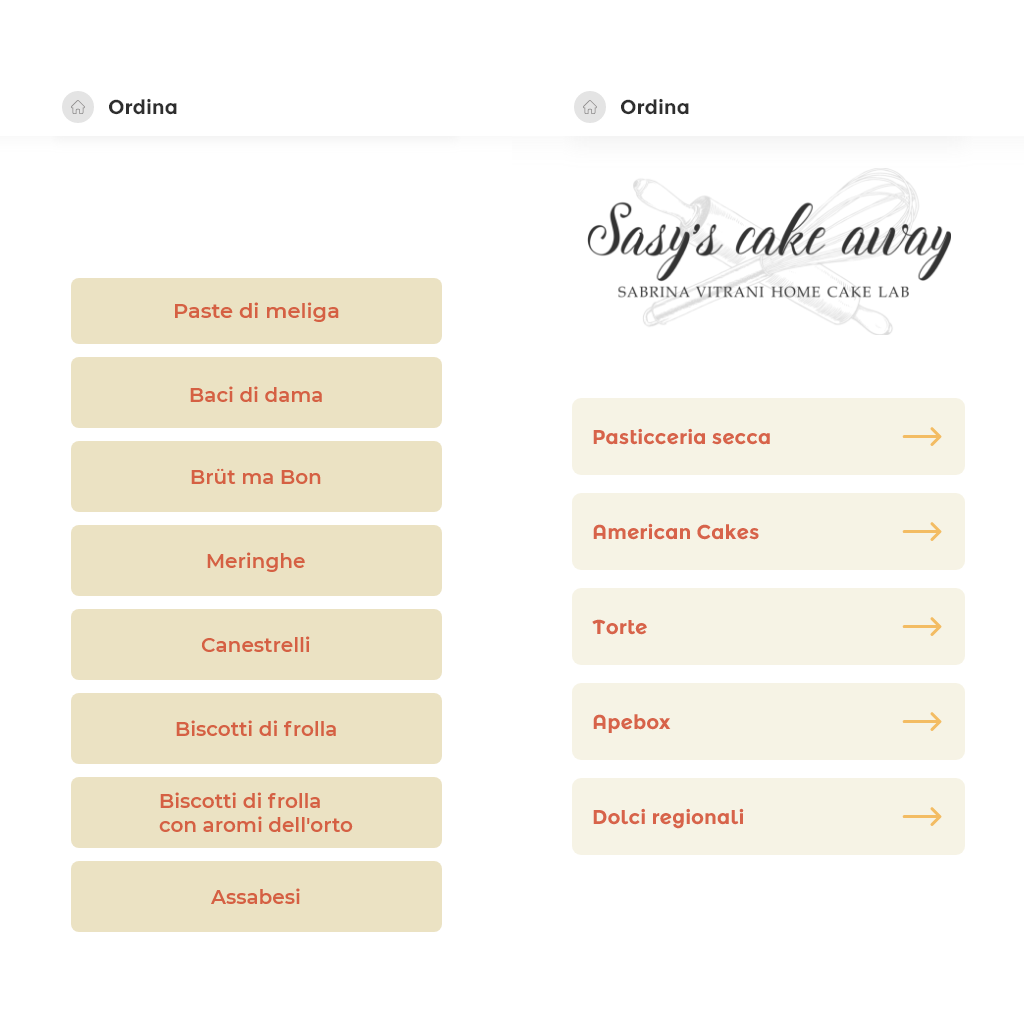 Ordina
Paste di meliga
Baci di dama
Brüt ma Bon
Meringhe
Canestrelli
Biscotti di frolla
Biscotti di frolla
con aromi dell'orto
Assabesi
Ordina
Sasy's cake away
SABRINA VITRANI HOME CAKE LAB
Pasticceria secca
American Cakes
Torte
Apebox
Dolci regionali